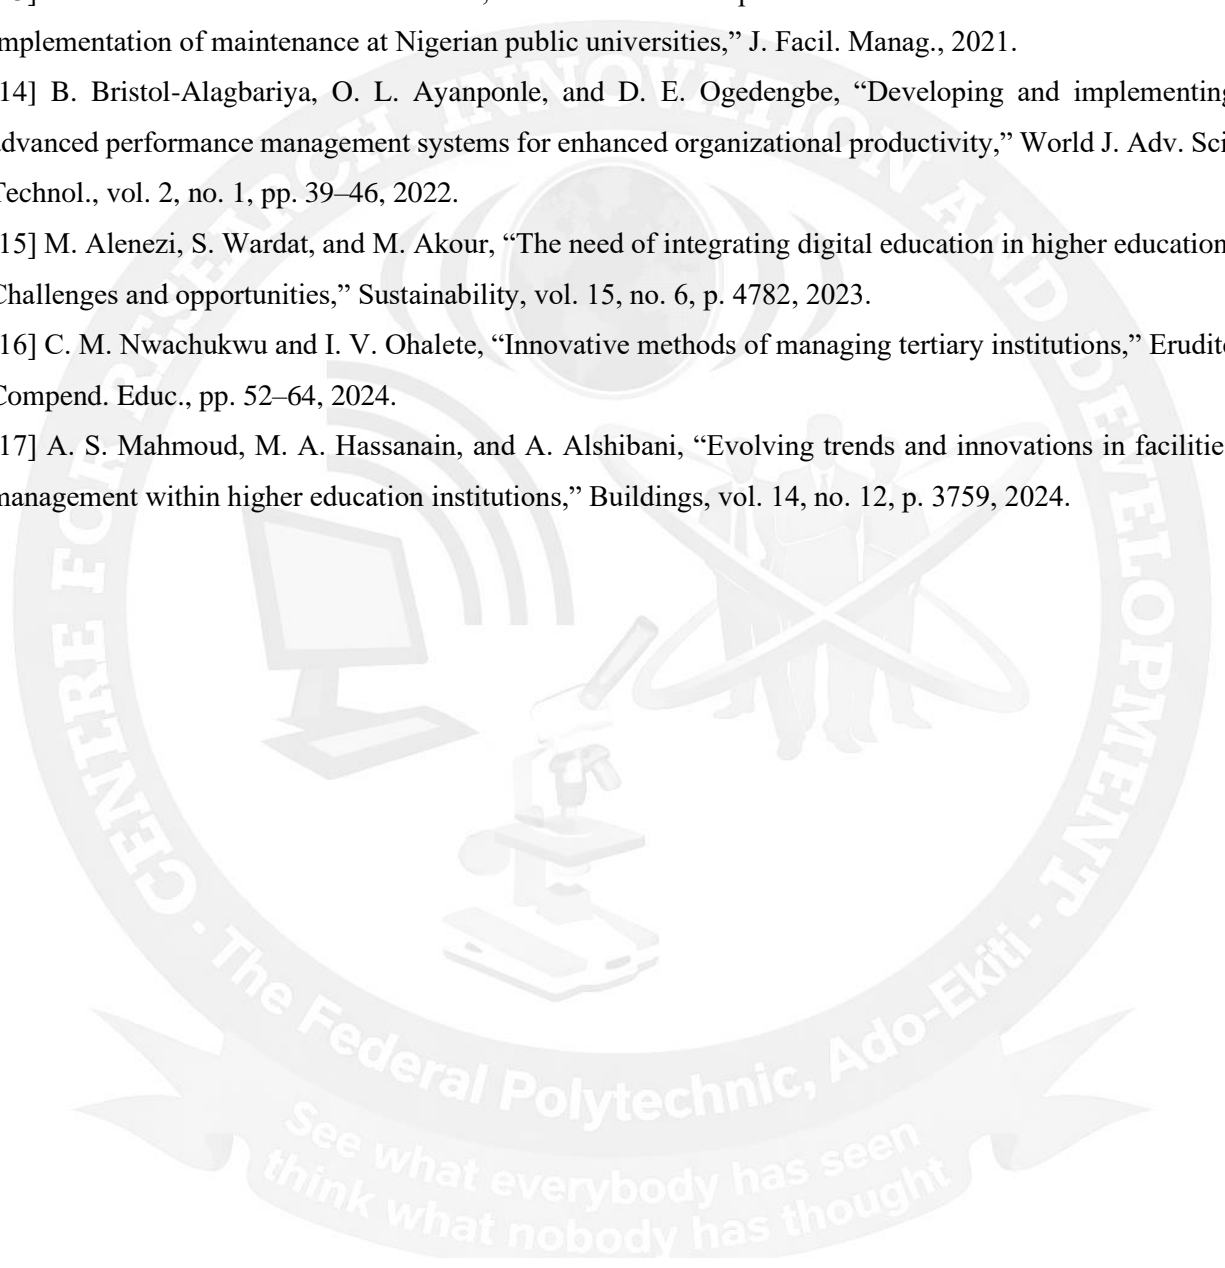 implementation of maintenance at Nigerian public universities,” J. Facil. Manag., 2021.
14] B. Bristol-Alagbariya, O. L. Ayanponle, and D. E. Ogedengbe, “Developing and implementing
advanced performance management systems for enhanced organizational productivity,” World J. Adv. Sci
Technol., vol. 2, no. 1, pp. 39–46, 2022.
15] M. Alenezi, S. Wardat, and M. Akour, “The need of integrating digital education in higher education
Challenges and opportunities,” Sustainability, vol. 15, no. 6, p. 4782, 2023.
16] C. M. Nwachukwu and I. V. Ohalete, “Innovative methods of managing tertiary institutions,” Erudite
Compend. Educ., pp. 52–64, 2024.
17] A. S. Mahmoud, M. A. Hassanain, and A. Alshibani, “Evolving trends and innovations in facilitie
management within higher education institutions,” Buildings, vol. 14, no. 12, p. 3759, 2024.
CENTRE FOR RESEARCH INNOVATION AND DEVELOPMENT
The Federal Polytechnic, Ado-Ekiti
See what everybody has seen
think what nobody has thought